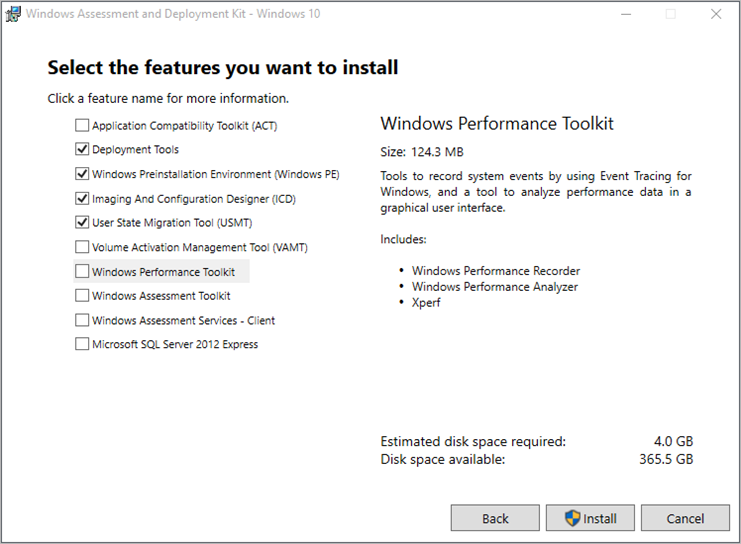 Windows Assessment and Deployment Kit - Windows 10
Select the features you want to install
Click a feature name for more information.
Application Compatibility Toolkit (ACT)
Deployment Tools
Windows Preinstallation Environment (Windows PE)
Imaging And Configuration Designer (ICD)
User State Migration Tool (USMT)
Volume Activation Management Tool (VAMT)
Windows Performance Toolkit
Windows Assessment Toolkit
Windows Assessment Services - Client
Microsoft SQL Server 2012 Express
Windows Performance Toolkit
Size: 124.3 MB
Tools to record system events by using Event Tracing for
Windows, and a tool to analyze performance data in a
graphical user interface.
Includes:
• Windows Performance Recorder
• Windows Performance Analyzer
• Xperf
Estimated disk space required: 4.0 GB
Disk space available: 365.5 GB
Back
Install
Cancel